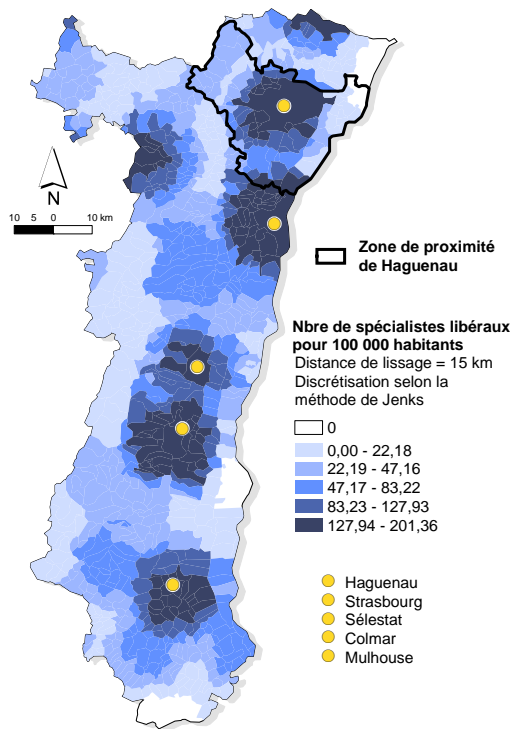 N
10 5 0 10 km
Zone de proximité
de Haguenau
Nbre de spécialistes libéraux
pour 100 000 habitants
Distance de lissage = 15 km
Discrétisation selon la
méthode de Jenks
0
0,00 - 22,18
22,19 - 47,16
47,17 - 83,22
83,23 - 127,93
127,94 - 201,36
Haguenau
Strasbourg
Sélestat
Colmar
Mulhouse